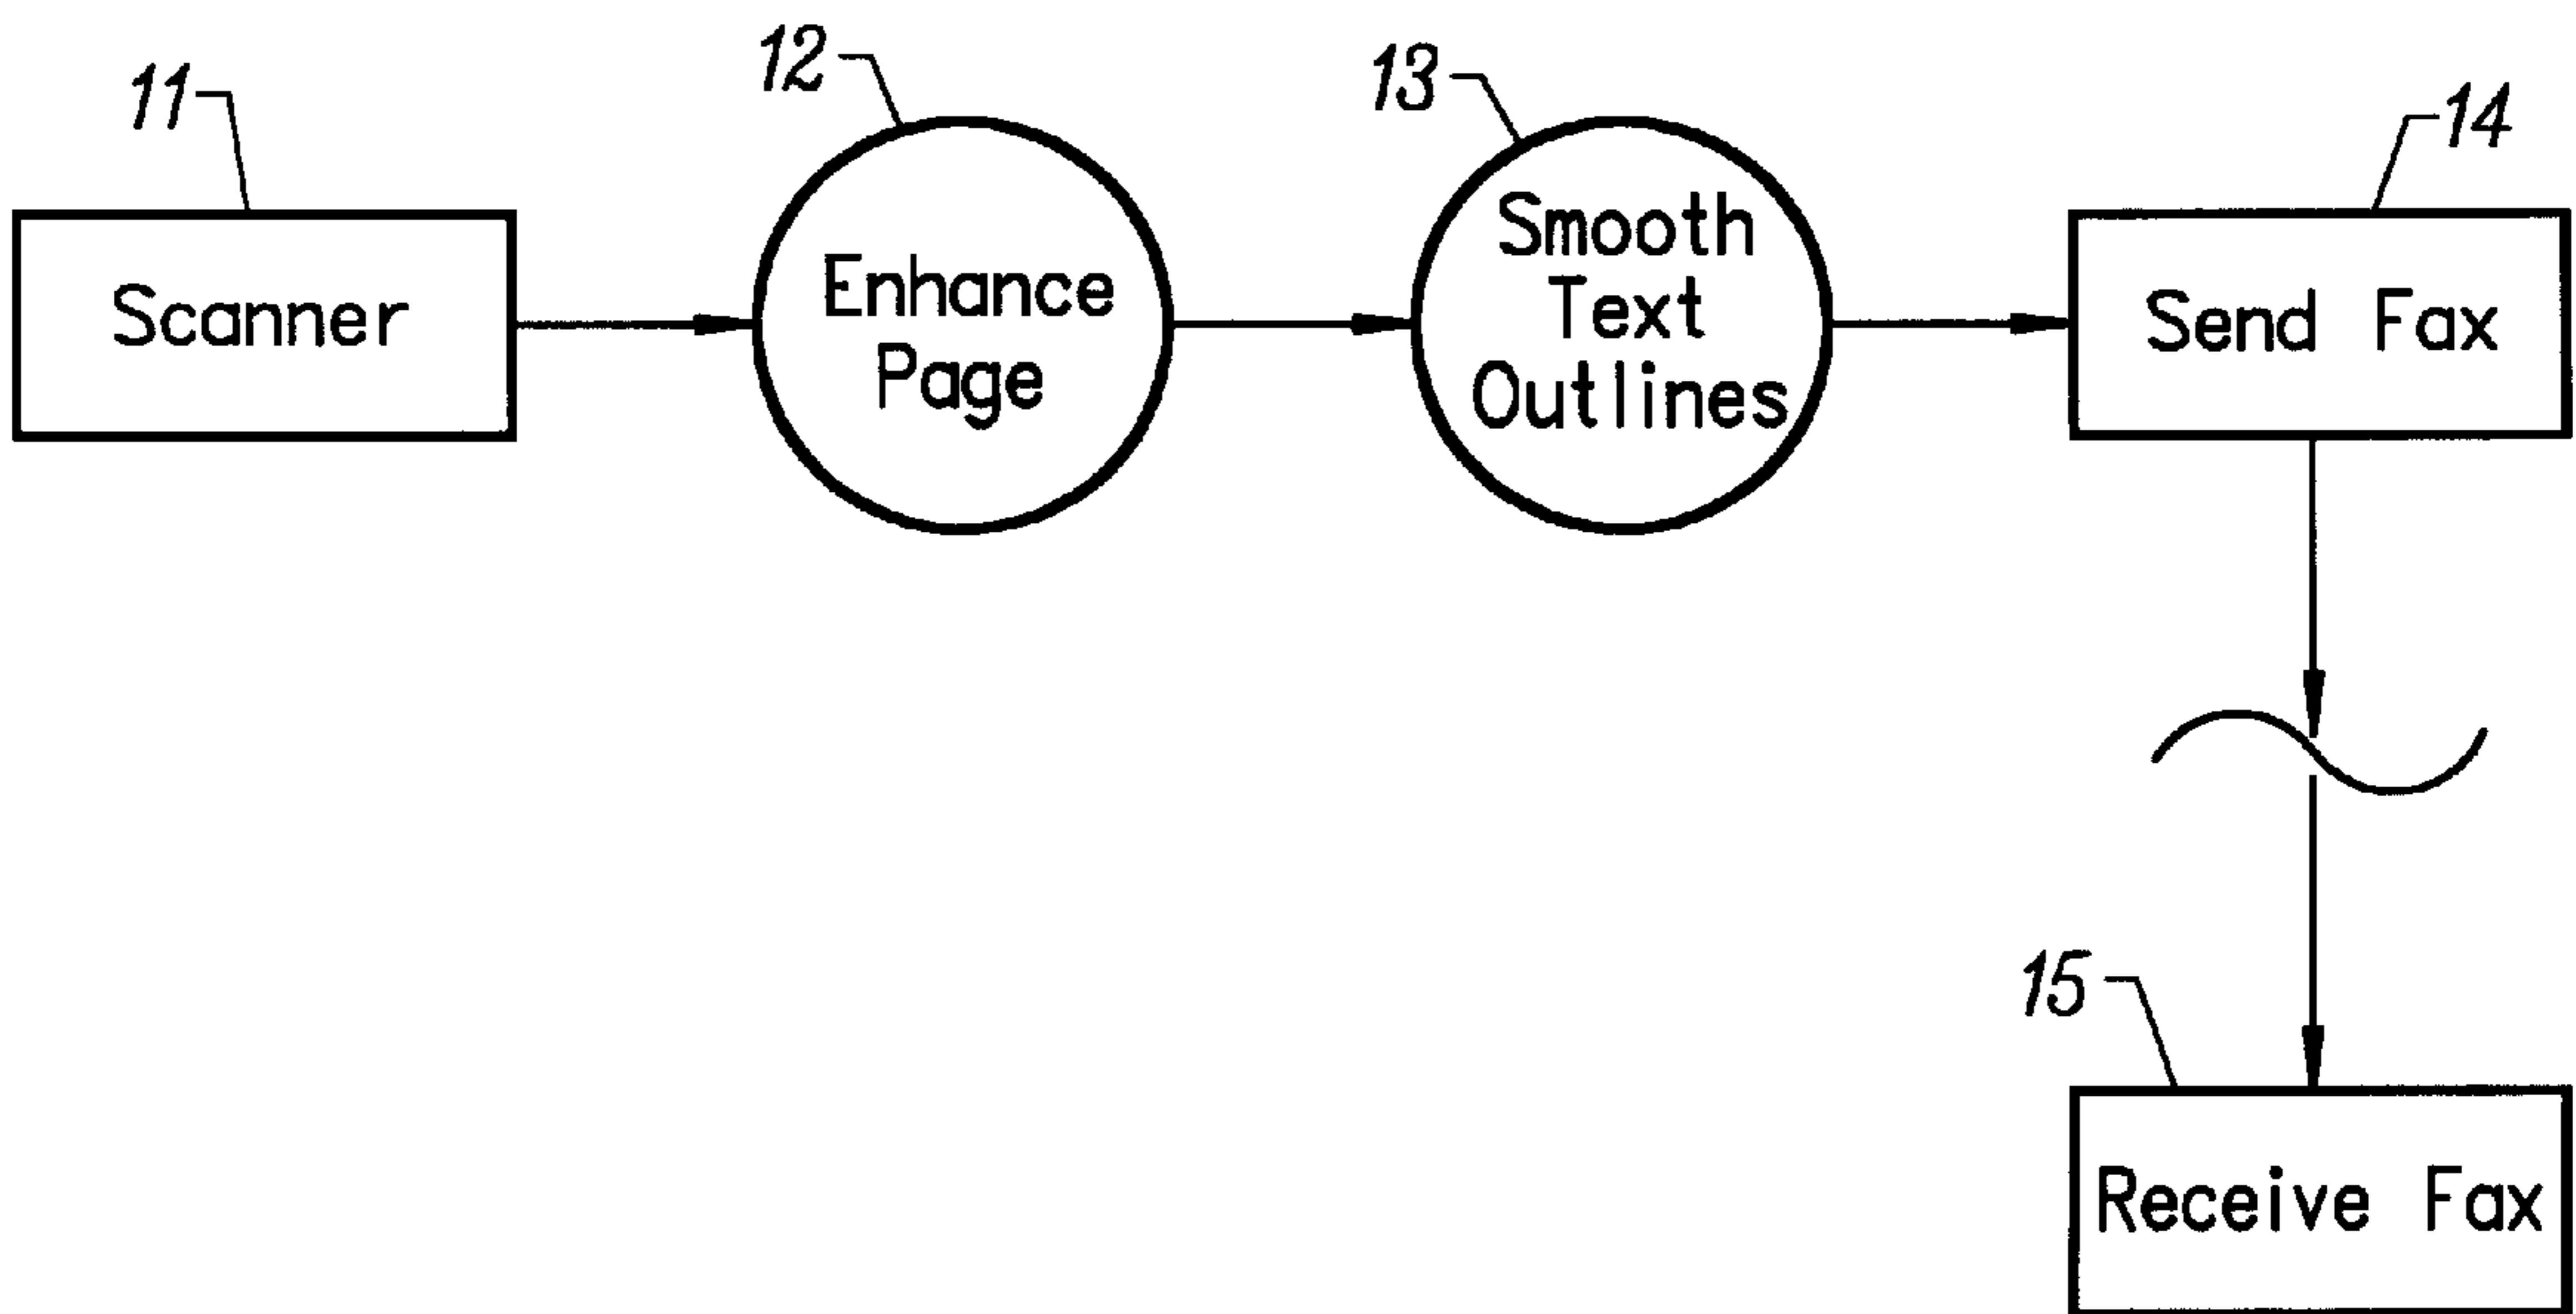 11
12
13
14
Scanner
Enhance
Page
Smooth
Text
Outlines
Send Fax
15
Receive Fax